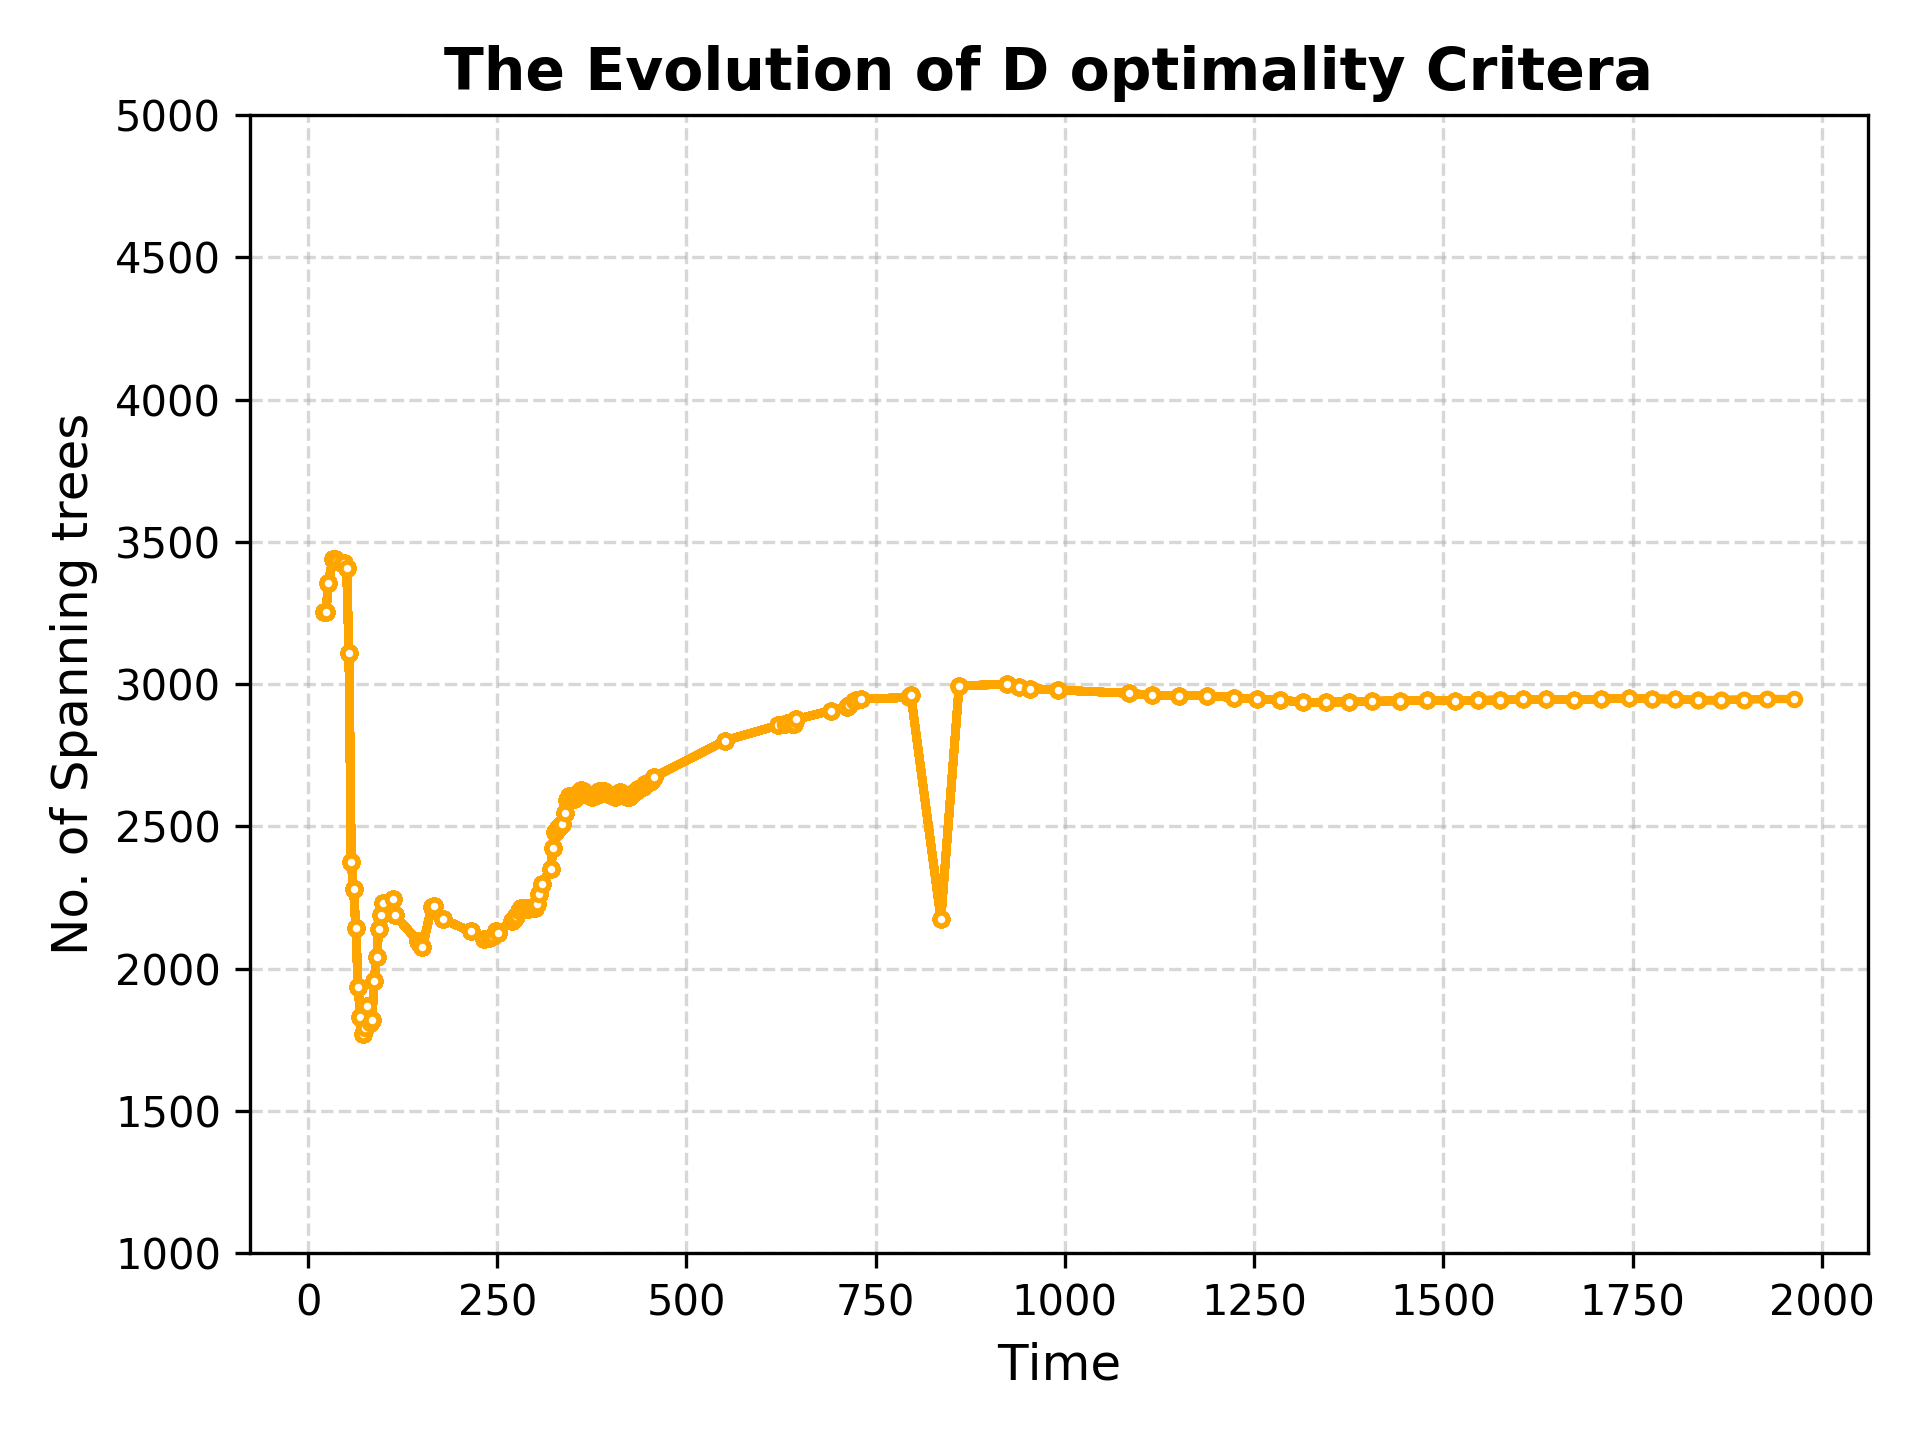 The Evolution of D optimality Critera
5000
4500
4000
3500
3000
2500
2000
1500
1000
No. of Spanning trees
0 250 500 750 1000 1250 1500 1750 2000
Time